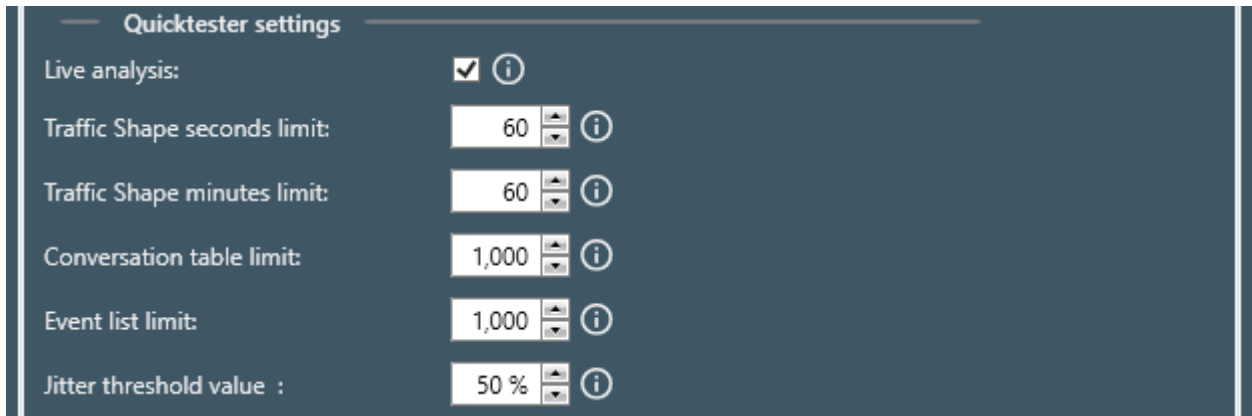 Quicktester settings
Live analysis:
Traffic Shape seconds limit: 60
Traffic Shape minutes limit: 60
Conversation table limit: 1,000
Event list limit: 1,000
Jitter threshold value : 50 %